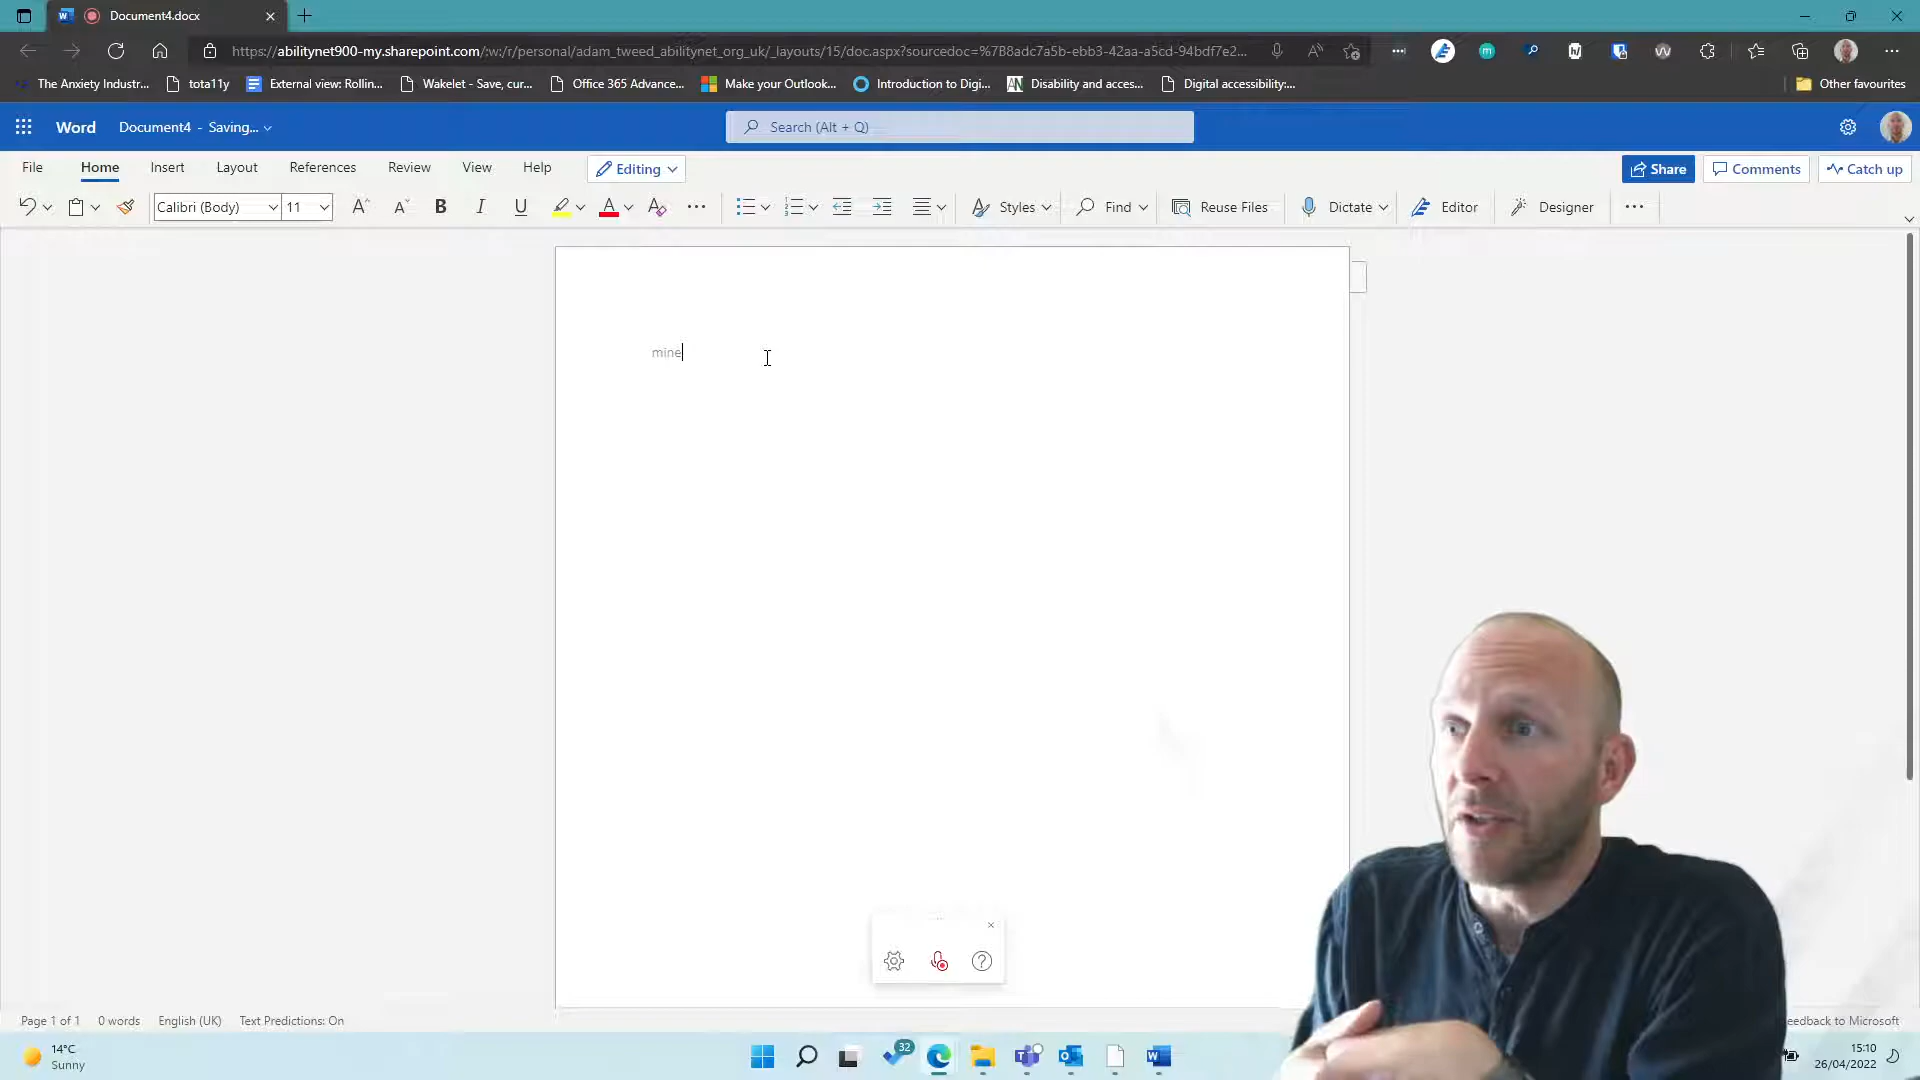 Document4.docx
https://abilitynet900-my.sharepoint.com/:w:/r/personal/adam_tweed_abilitynet_org_uk/_layouts/15/doc.aspx?sourcedoc=%7B8adc7a5b-ebb3-42aa-a5cd-94bdf7e2...
The Anxiety Industr...
tota11y
External view: Rollin...
Wakelet - Save, cur...
Office 365 Advance...
Make your Outlook...
Introduction to Digi...
AN Disability and acces...
Digital accessibility:...
Other favourites
Word Document4 - Saving...
Search (Alt + Q)
File Home Insert Layout References Review View Help Editing Share Comments Catch up
Calibri (Body) 11 B I U Styles Find Reuse Files Dictate Editor Designer
mine
Page 1 of 1 0 words English (UK) Text Predictions: On eedback to Microsoft
14°C
Sunny
32
15:10
26/04/2022